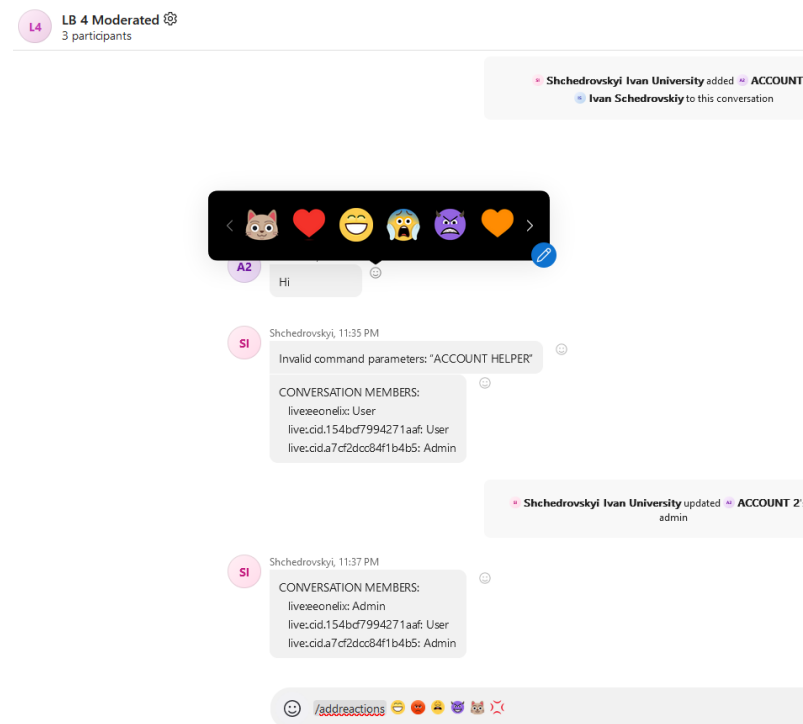 L4
LB 4 Moderated
3 participants
Shchedrovskyi Ivan University added ACCOUNT
Ivan Schedrovskiy to this conversation
A2
Hi
Shchedrovskyi, 11:35 PM
SI
Invalid command parameters: "ACCOUNT HELPER"
CONVERSATION MEMBERS:
live:eeonelix: User
live:.cid.154bcf7994271aaf: User
live:.cid.a7cf2dcc84f1b4b5: Admin
Shchedrovskyi Ivan University updated ACCOUNT 2'
admin
Shchedrovskyi, 11:37 PM
SI
CONVERSATION MEMBERS:
live:eeonelix: Admin
live:.cid.154bcf7994271aaf: User
live:.cid.a7cf2dcc84f1b4b5: Admin
/addreactions